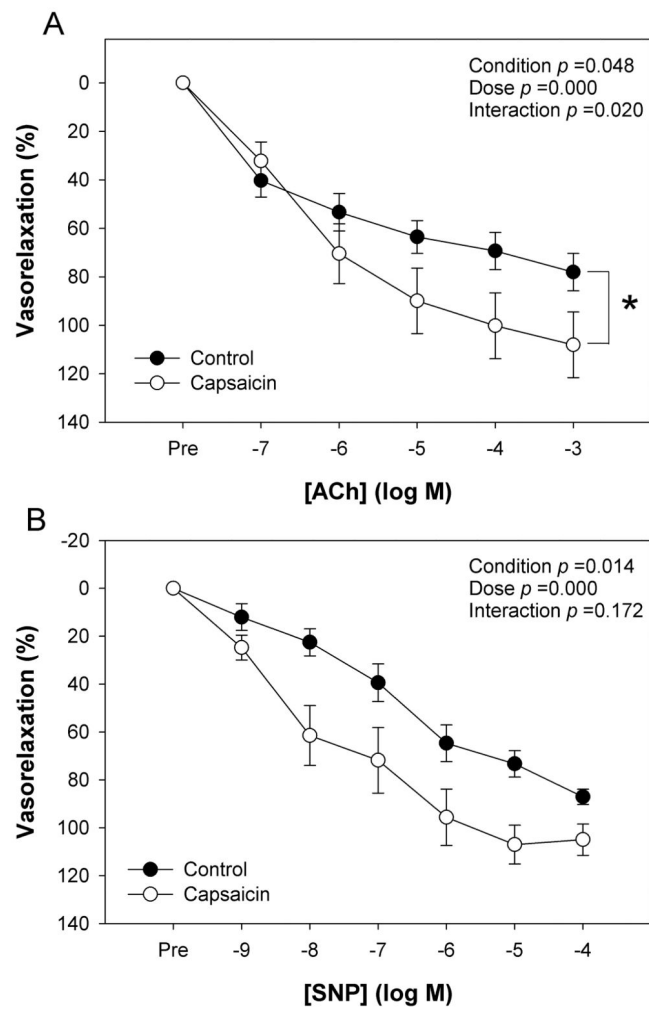 A
Condition p =0.048
Dose p =0.000
Interaction p =0.020
Vasorelaxation (%)
0
20
40
60
80
100
120
140
Control
Capsaicin
*
Pre -7 -6 -5 -4 -3
[ACh] (log M)
B
Condition p =0.014
Dose p =0.000
Interaction p =0.172
Vasorelaxation (%)
-20
0
20
40
60
80
100
120
140
Control
Capsaicin
Pre -9 -8 -7 -6 -5 -4
[SNP] (log M)